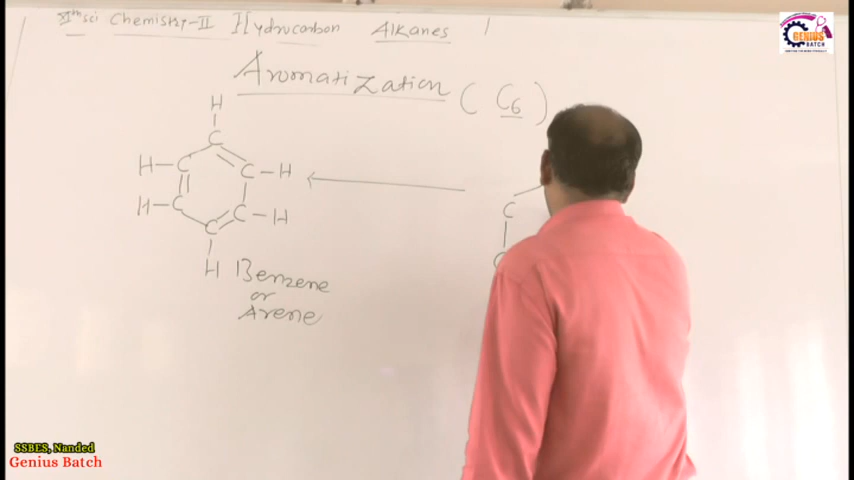 XIth sci Chemistry-II Hydrocarbon Alkanes
GENIUS
BATCH
Aromatization (C6)
H
C
H-C C-H
H-C C-H
C
H
Benzene
or
Arene
C
C
SSBES, Nanded
Genius Batch